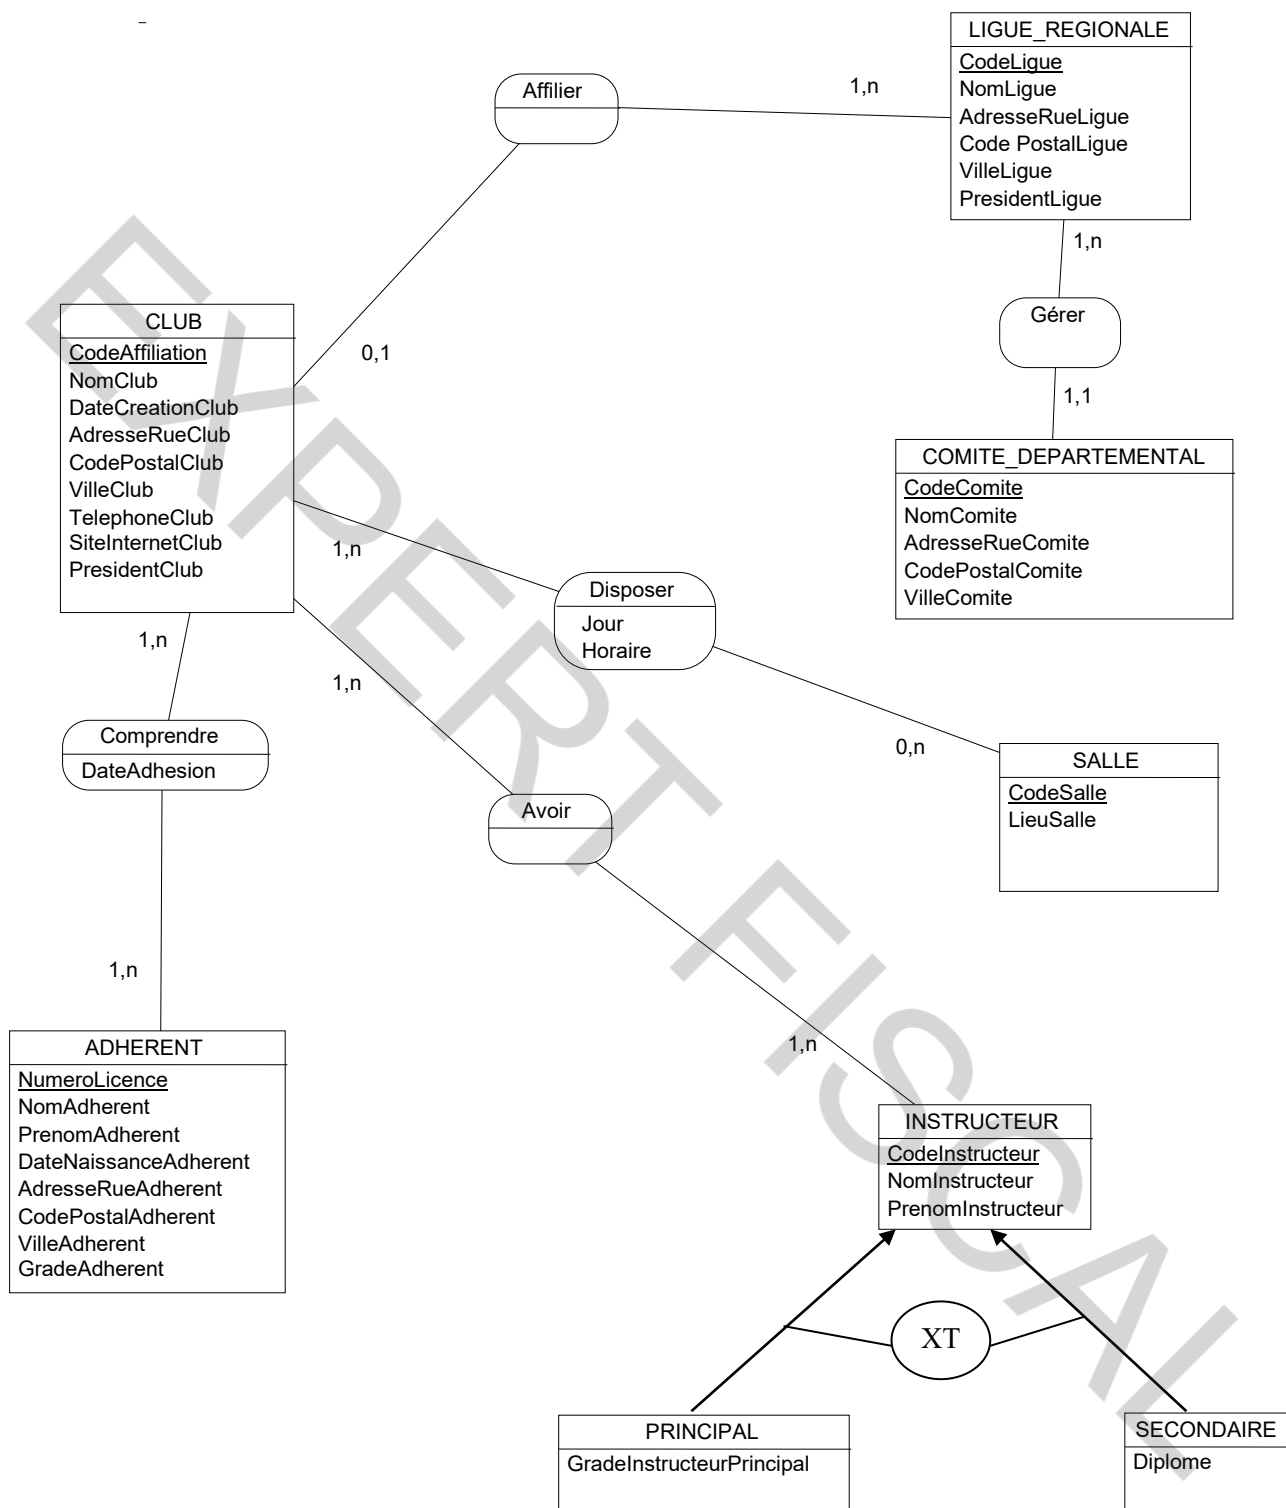 LIGUE_REGIONALE
CodeLigue
NomLigue
AdresseRueLigue
Code PostalLigue
VilleLigue
PresidentLigue
Affilier
1,n
1,n
Gérer
1,1
0,1
CLUB
CodeAffiliation
NomClub
DateCreationClub
AdresseRueClub
CodePostalClub
VilleClub
TelephoneClub
SiteInternetClub
PresidentClub
COMITE_DEPARTEMENTAL
CodeComite
NomComite
AdresseRueComite
CodePostalComite
VilleComite
1,n
Disposer
Jour
Horaire
1,n
1,n
0,n
Comprendre
DateAdhesion
SALLE
CodeSalle
LieuSalle
Avoir
1,n
1,n
ADHERENT
NumeroLicence
NomAdherent
PrenomAdherent
DateNaissanceAdherent
AdresseRueAdherent
CodePostalAdherent
VilleAdherent
GradeAdherent
INSTRUCTEUR
CodeInstructeur
NomInstructeur
PrenomInstructeur
XT
PRINCIPAL
GradeInstructeurPrincipal
SECONDAIRE
Diplome
EXPERT FISCAL